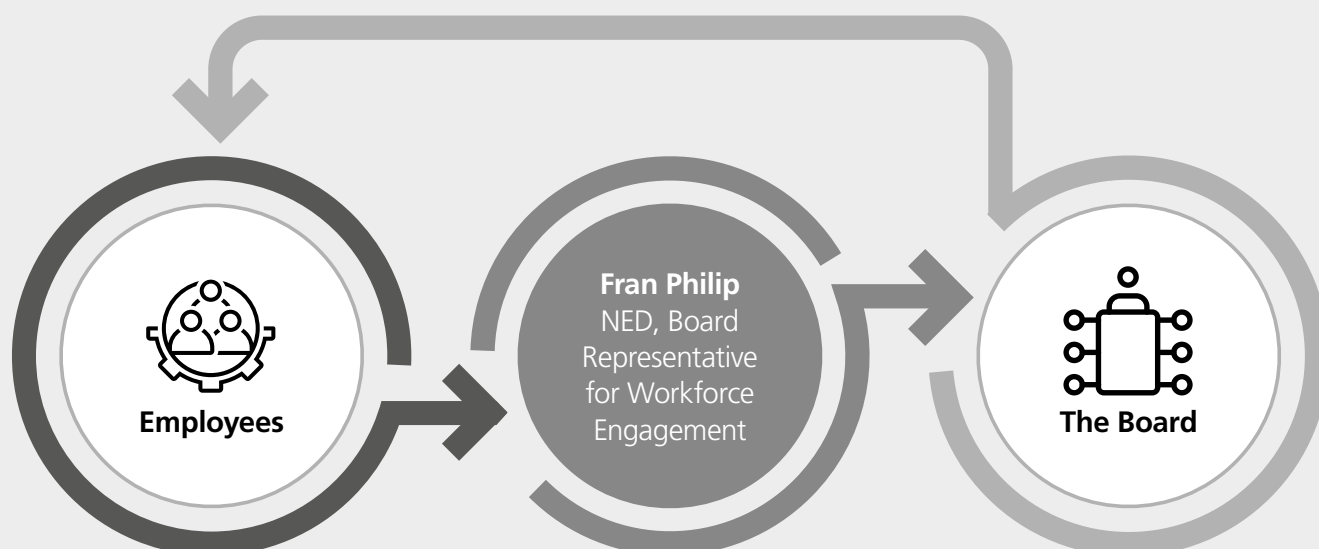 Employees
Fran Philip
NED, Board
Representative
for Workforce
Engagement
The Board